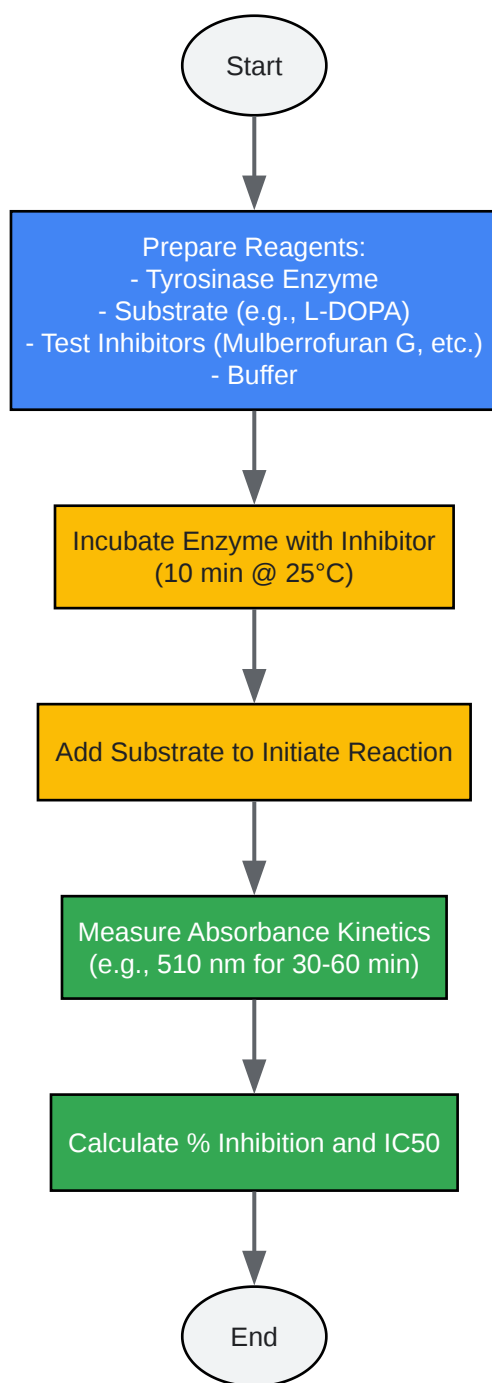 Start
Prepare Reagents:
- Tyrosinase Enzyme
- Substrate (e.g., L-DOPA)
- Test Inhibitors (Mulberrofuran G, etc.)
- Buffer
Incubate Enzyme with Inhibitor
(10 min @ 25°C)
Add Substrate to Initiate Reaction
Measure Absorbance Kinetics
(e.g., 510 nm for 30-60 min)
Calculate % Inhibition and IC50
End